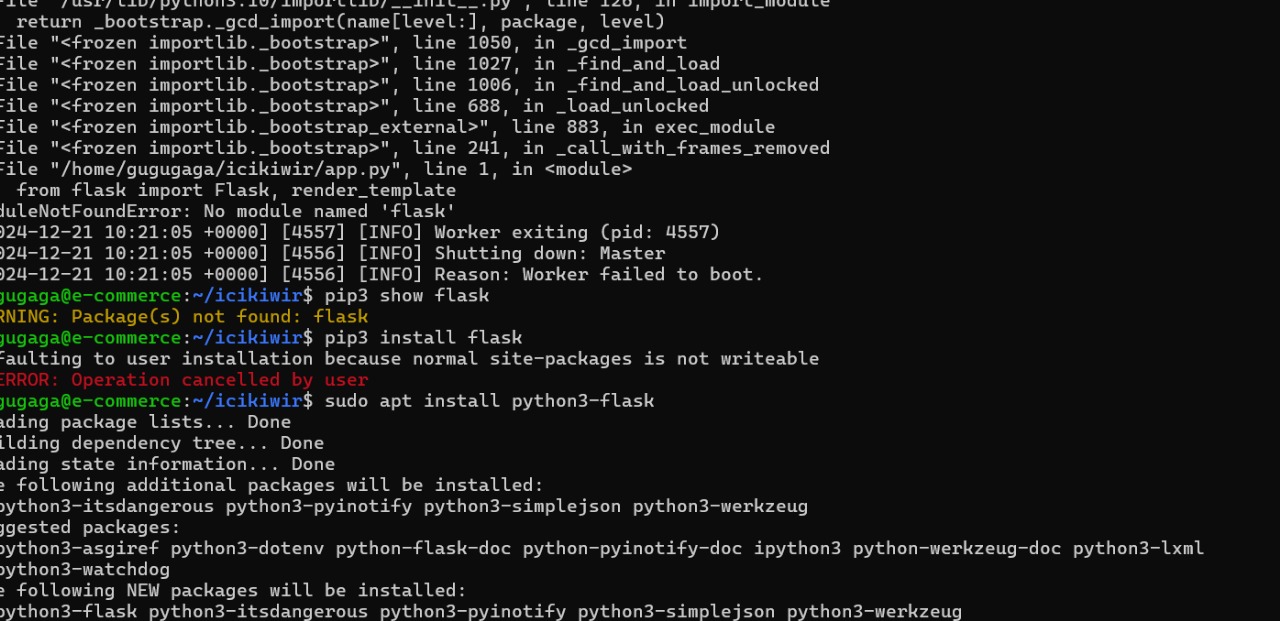 File "/usr/lib/python3.10/importlib/__init__.py", line 126, in import_module
return _bootstrap._gcd_import(name[level:], package, level)
File "<frozen importlib._bootstrap>", line 1050, in _gcd_import
File "<frozen importlib._bootstrap>", line 1027, in _find_and_load
File "<frozen importlib._bootstrap>", line 1006, in _find_and_load_unlocked
File "<frozen importlib._bootstrap>", line 688, in _load_unlocked
File "<frozen importlib._bootstrap_external>", line 883, in exec_module
File "<frozen importlib._bootstrap>", line 241, in _call_with_frames_removed
File "/home/gugugaga/icikiwir/app.py", line 1, in <module>
from flask import Flask, render_template
duleNotFoundError: No module named 'flask'
024-12-21 10:21:05 +0000] [4557] [INFO] Worker exiting (pid: 4557)
024-12-21 10:21:05 +0000] [4556] [INFO] Shutting down: Master
024-12-21 10:21:05 +0000] [4556] [INFO] Reason: Worker failed to boot.
gugaga@e-commerce:~/icikiwir$ pip3 show flask
RNING: Package(s) not found: flask
gugaga@e-commerce:~/icikiwir$ pip3 install flask
faulting to user installation because normal site-packages is not writeable
ERROR: Operation cancelled by user
gugaga@e-commerce:~/icikiwir$ sudo apt install python3-flask
ading package lists... Done
ilding dependency tree... Done
ading state information... Done
e following additional packages will be installed:
python3-itsdangerous python3-pyinotify python3-simplejson python3-werkzeug
ggested packages:
python3-asgiref python3-dotenv python-flask-doc python-pyinotify-doc ipython3 python-werkzeug-doc python3-lxml
python3-watchdog
e following NEW packages will be installed:
python3-flask python3-itsdangerous python3-pyinotify python3-simplejson python3-werkzeug